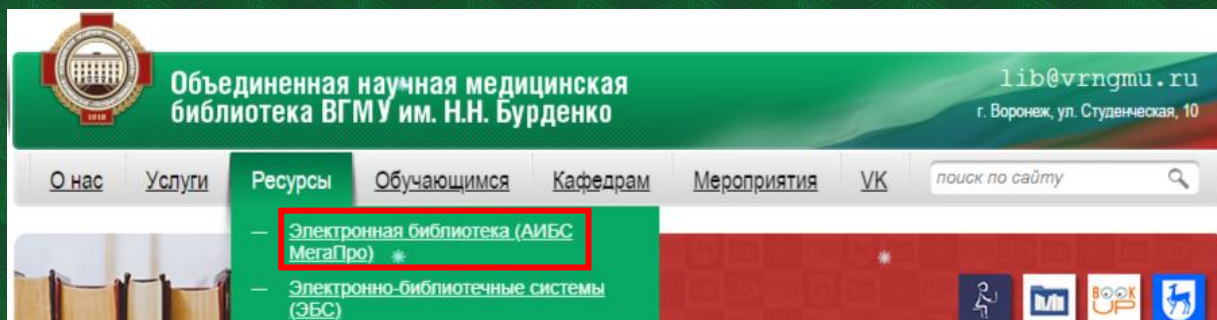 Объединенная научная медицинская
библиотека ВГМУ им. Н.Н. Бурденко
lib@vrngmu.ru
г. Воронеж, ул. Студенческая, 10
О нас Услуги Ресурсы Обучающимся Кафедрам Мероприятия VK поиск по сайту
— Электронная библиотека (АИБС
МегаПро)
— Электронно-библиотечные системы
(ЭБС)
BOOK
UP
1918